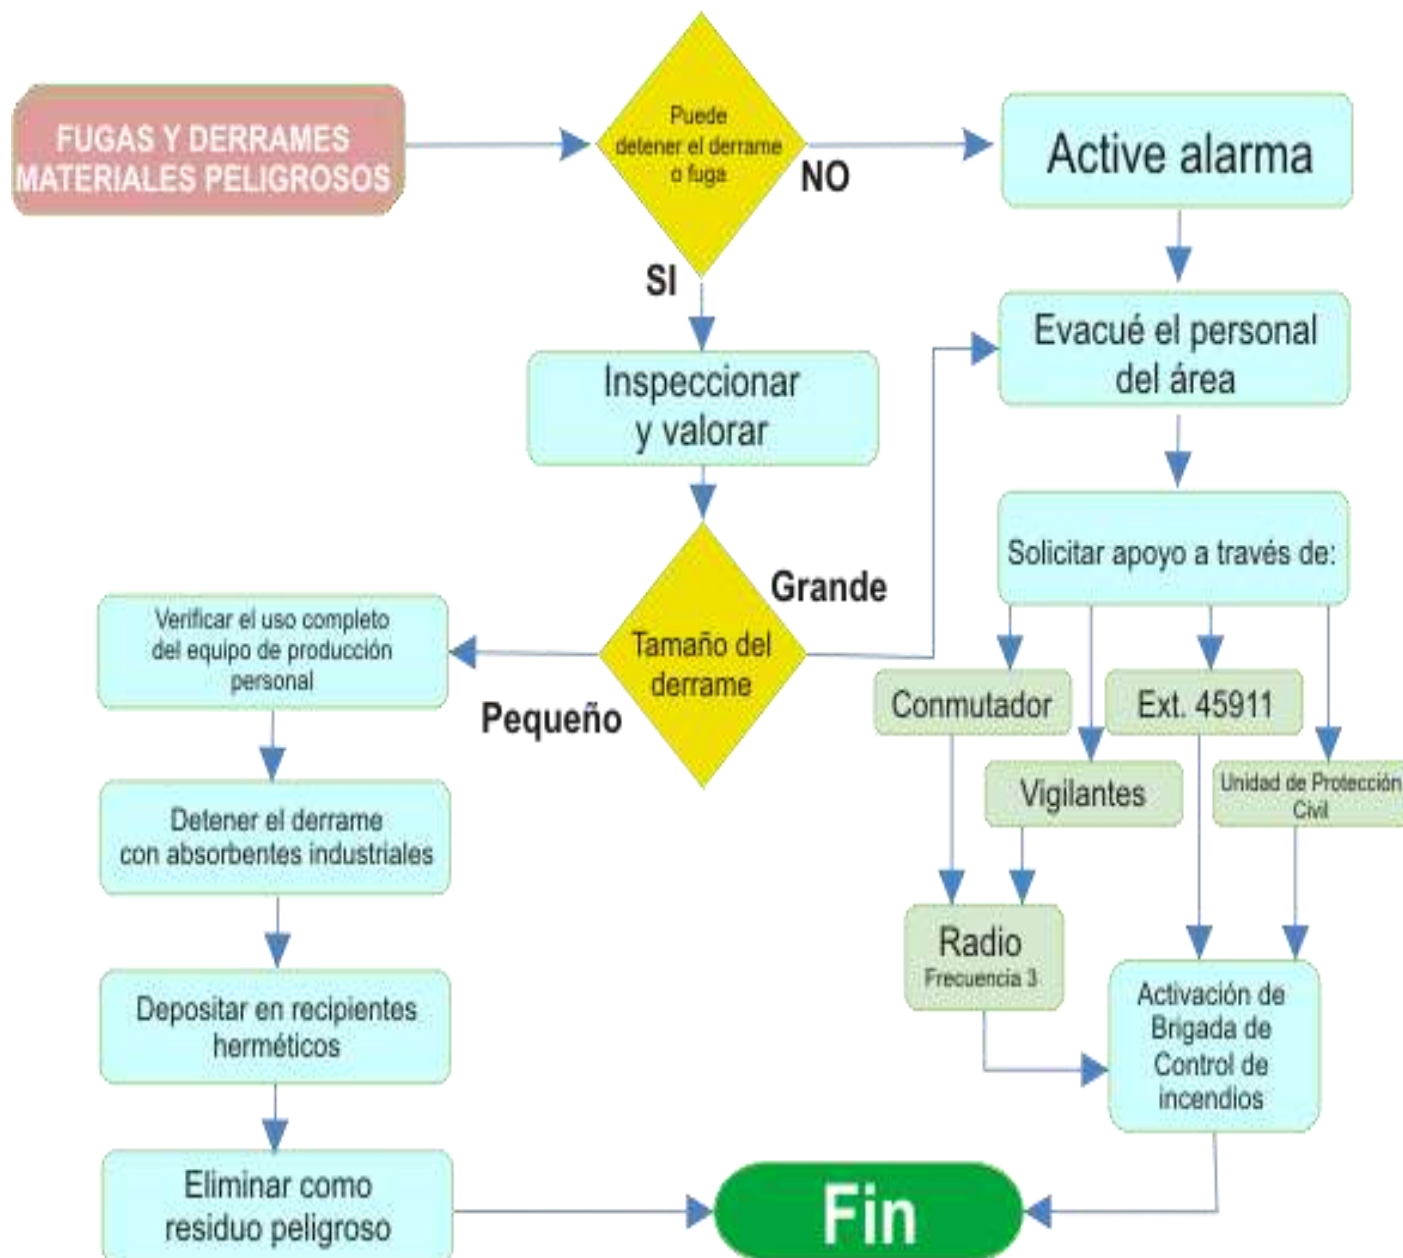 FUGAS Y DERRAMES
MATERIALES PELIGROSOS
Puede
detener el derrame
o fuga
NO
Active alarma
SI
Inspeccionar
y valorar
Evacué el personal
del área
Solicitar apoyo a través de:
Grande
Tamaño del
derrame
Pequeño
Verificar el uso completo
del equipo de producción
personal
Detener el derrame
con absorbentes industriales
Depositar en recipientes
herméticos
Eliminar como
residuo peligroso
Conmutador
Ext. 45911
Vigilantes
Unidad de Protección
Civil
Radio
Frecuencia 3
Activación de
Brigada de
Control de
incendios
Fin